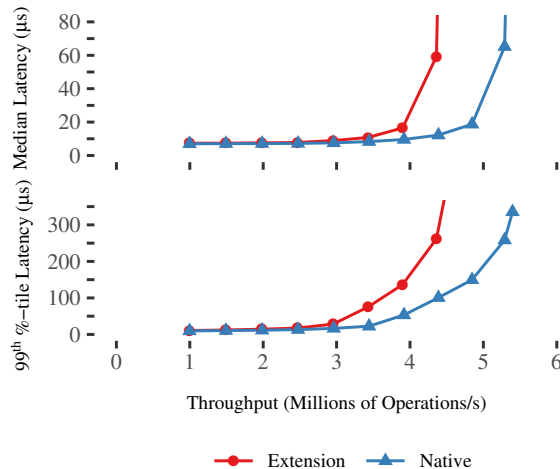 Median Latency (µs)
80
60
40
20
0
99th %−tile Latency (µs)
300
200
100
0
0 1 2 3 4 5 6
Throughput (Millions of Operations/s)
Extension Native